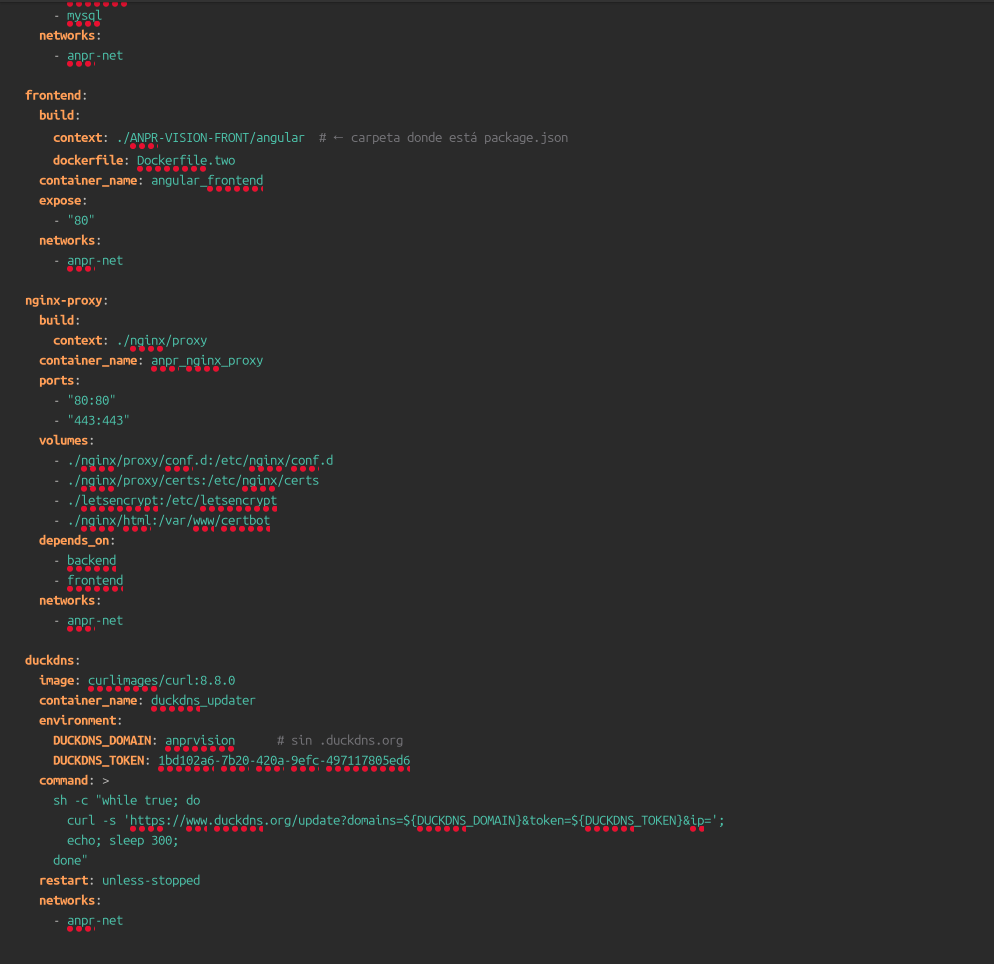 - mysql
networks:
- anpr-net
frontend:
build:
context: ./ANPR-VISION-FRONT/angular # ← carpeta donde está package.json
dockerfile: Dockerfile.two
container_name: angular_frontend
expose:
- "80"
networks:
- anpr-net
nginx-proxy:
build:
context: ./nginx/proxy
container_name: anpr_nginx_proxy
ports:
- "80:80"
- "443:443"
volumes:
- ./nginx/proxy/conf.d:/etc/nginx/conf.d
- ./nginx/proxy/certs:/etc/nginx/certs
- ./letsencrypt:/etc/letsencrypt
- ./nginx/html:/var/www/certbot
depends_on:
- backend
- frontend
networks:
- anpr-net
duckdns:
image: curlimages/curl:8.8.0
container_name: duckdns_updater
environment:
DUCKDNS_DOMAIN: anprvision # sin .duckdns.org
DUCKDNS_TOKEN: 1bd102a6-7b20-420a-9efc-497117805ed6
command: >
sh -c "while true; do
curl -s 'https://www.duckdns.org/update?domains=${DUCKDNS_DOMAIN}&token=${DUCKDNS_TOKEN}&ip=';
echo; sleep 300;
done"
restart: unless-stopped
networks:
- anpr-net